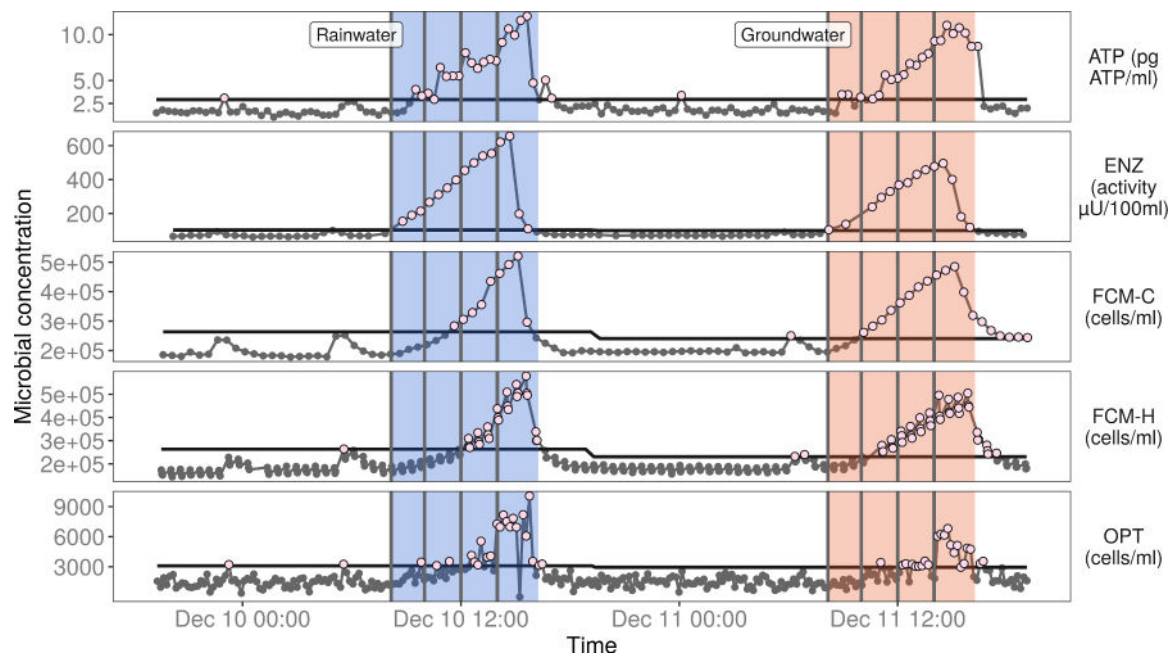 Rainwater
Groundwater
10.0
5.0
2.5
ATP (pg
ATP/ml)
600
400
200
ENZ
(activity
µU/100ml)
5e+05
4e+05
3e+05
2e+05
FCM-C
(cells/ml)
5e+05
4e+05
3e+05
2e+05
FCM-H
(cells/ml)
9000
6000
3000
OPT
(cells/ml)
Microbial concentration
Dec 10 00:00
Dec 10 12:00
Dec 11 00:00
Dec 11 12:00
Time